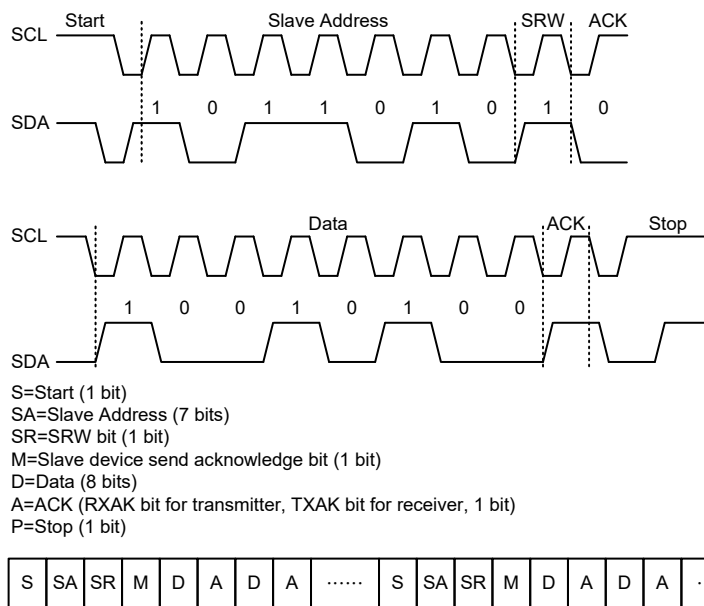 Start Slave Address SRW ACK
SCL
1 0 1 1 0 1 0 1 0
SDA
Data ACK Stop
SCL
1 0 0 1 0 1 0 0
SDA
S=Start (1 bit)
SA=Slave Address (7 bits)
SR=SRW bit (1 bit)
M=Slave device send acknowledge bit (1 bit)
D=Data (8 bits)
A=ACK (RXAK bit for transmitter, TXAK bit for receiver, 1 bit)
P=Stop (1 bit)
S SA SR M D A D A ...... S SA SR M D A D A